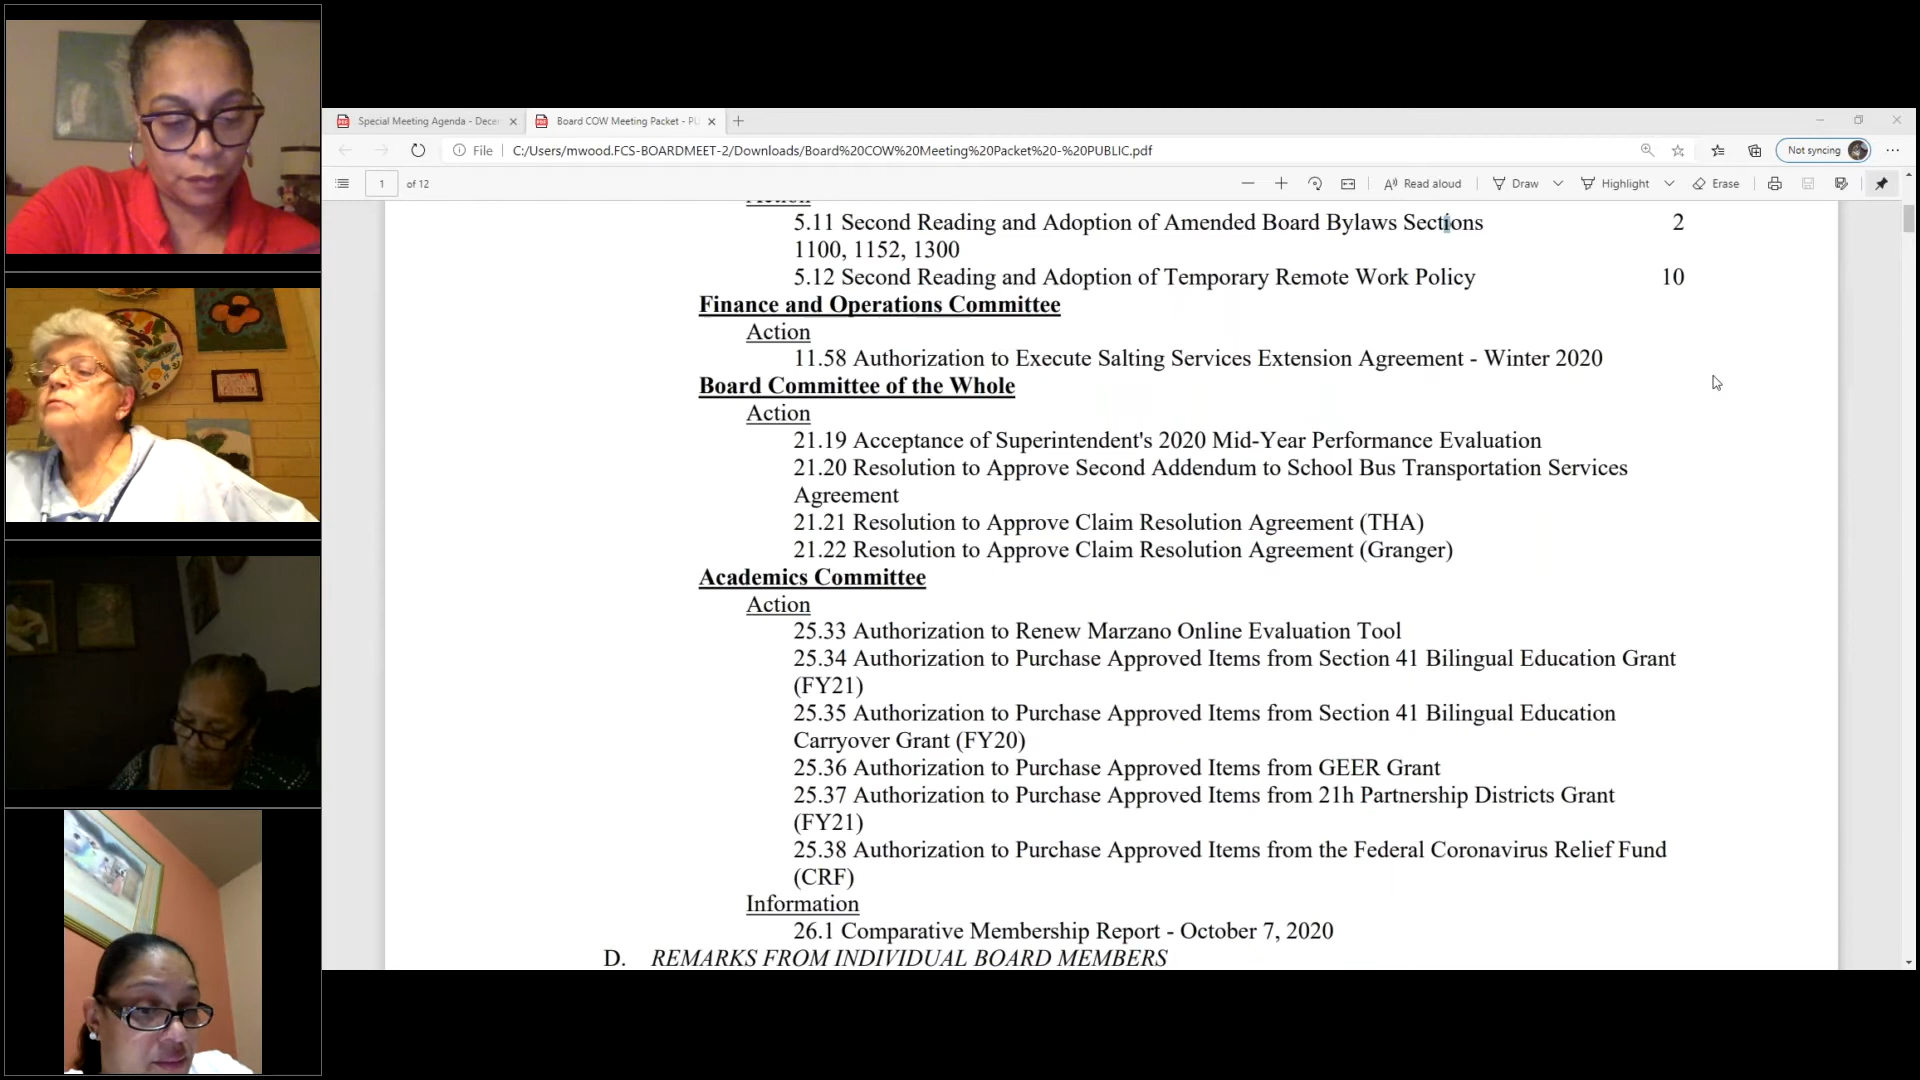 Special Meeting Agenda - Dece
Board COW Meeting Packet - PU
File
C:/Users/mwood.FCS-BOARDMEET-2/Downloads/Board%20COW%20Meeting%20Packet%20-%20PUBLIC.pdf
Not syncing
1 of 12
Read aloud
Draw
Highlight
Erase
Action
5.11 Second Reading and Adoption of Amended Board Bylaws Sections 2
1100, 1152, 1300
5.12 Second Reading and Adoption of Temporary Remote Work Policy 10
Finance and Operations Committee
Action
11.58 Authorization to Execute Salting Services Extension Agreement - Winter 2020
Board Committee of the Whole
Action
21.19 Acceptance of Superintendent's 2020 Mid-Year Performance Evaluation
21.20 Resolution to Approve Second Addendum to School Bus Transportation Services
Agreement
21.21 Resolution to Approve Claim Resolution Agreement (THA)
21.22 Resolution to Approve Claim Resolution Agreement (Granger)
Academics Committee
Action
25.33 Authorization to Renew Marzano Online Evaluation Tool
25.34 Authorization to Purchase Approved Items from Section 41 Bilingual Education Grant
(FY21)
25.35 Authorization to Purchase Approved Items from Section 41 Bilingual Education
Carryover Grant (FY20)
25.36 Authorization to Purchase Approved Items from GEER Grant
25.37 Authorization to Purchase Approved Items from 21h Partnership Districts Grant
(FY21)
25.38 Authorization to Purchase Approved Items from the Federal Coronavirus Relief Fund
(CRF)
Information
26.1 Comparative Membership Report - October 7, 2020
D. REMARKS FROM INDIVIDUAL BOARD MEMBERS